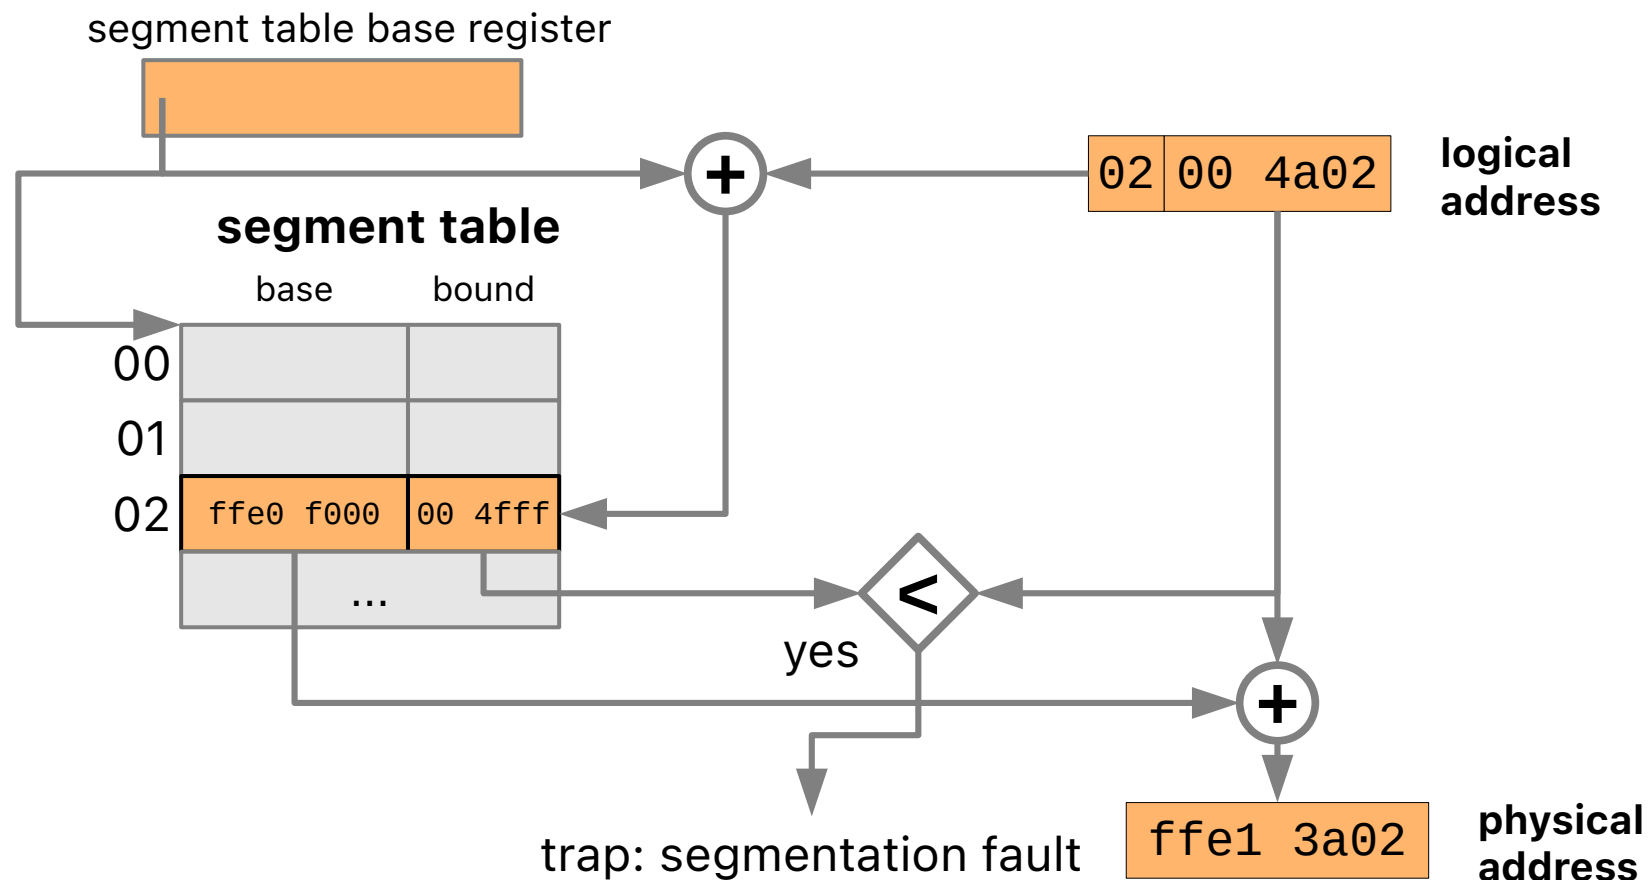 segment table base register
+
02 00 4a02
logical
address
segment table
base bound
00
01
02 ffe0 f000 00 4fff
...
<
yes
+
trap: segmentation fault
ffe1 3a02
physical
address